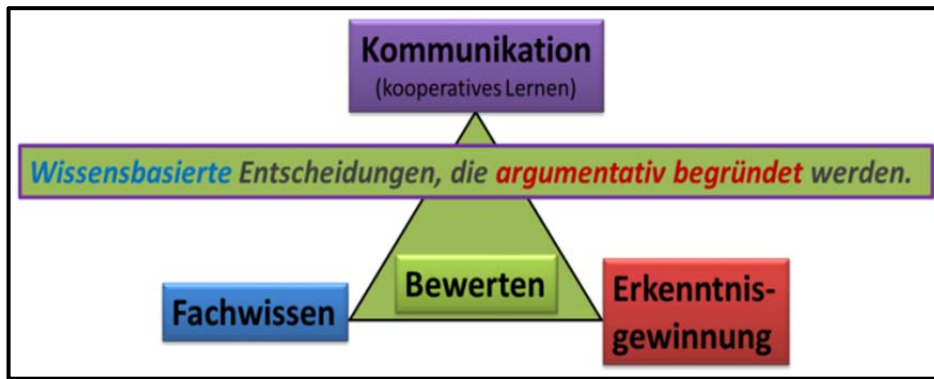 Kommunikation
(kooperatives Lernen)
Wissensbasierte Entscheidungen, die argumentativ begründet werden.
Fachwissen
Bewerten
Erkenntnis-
gewinnung